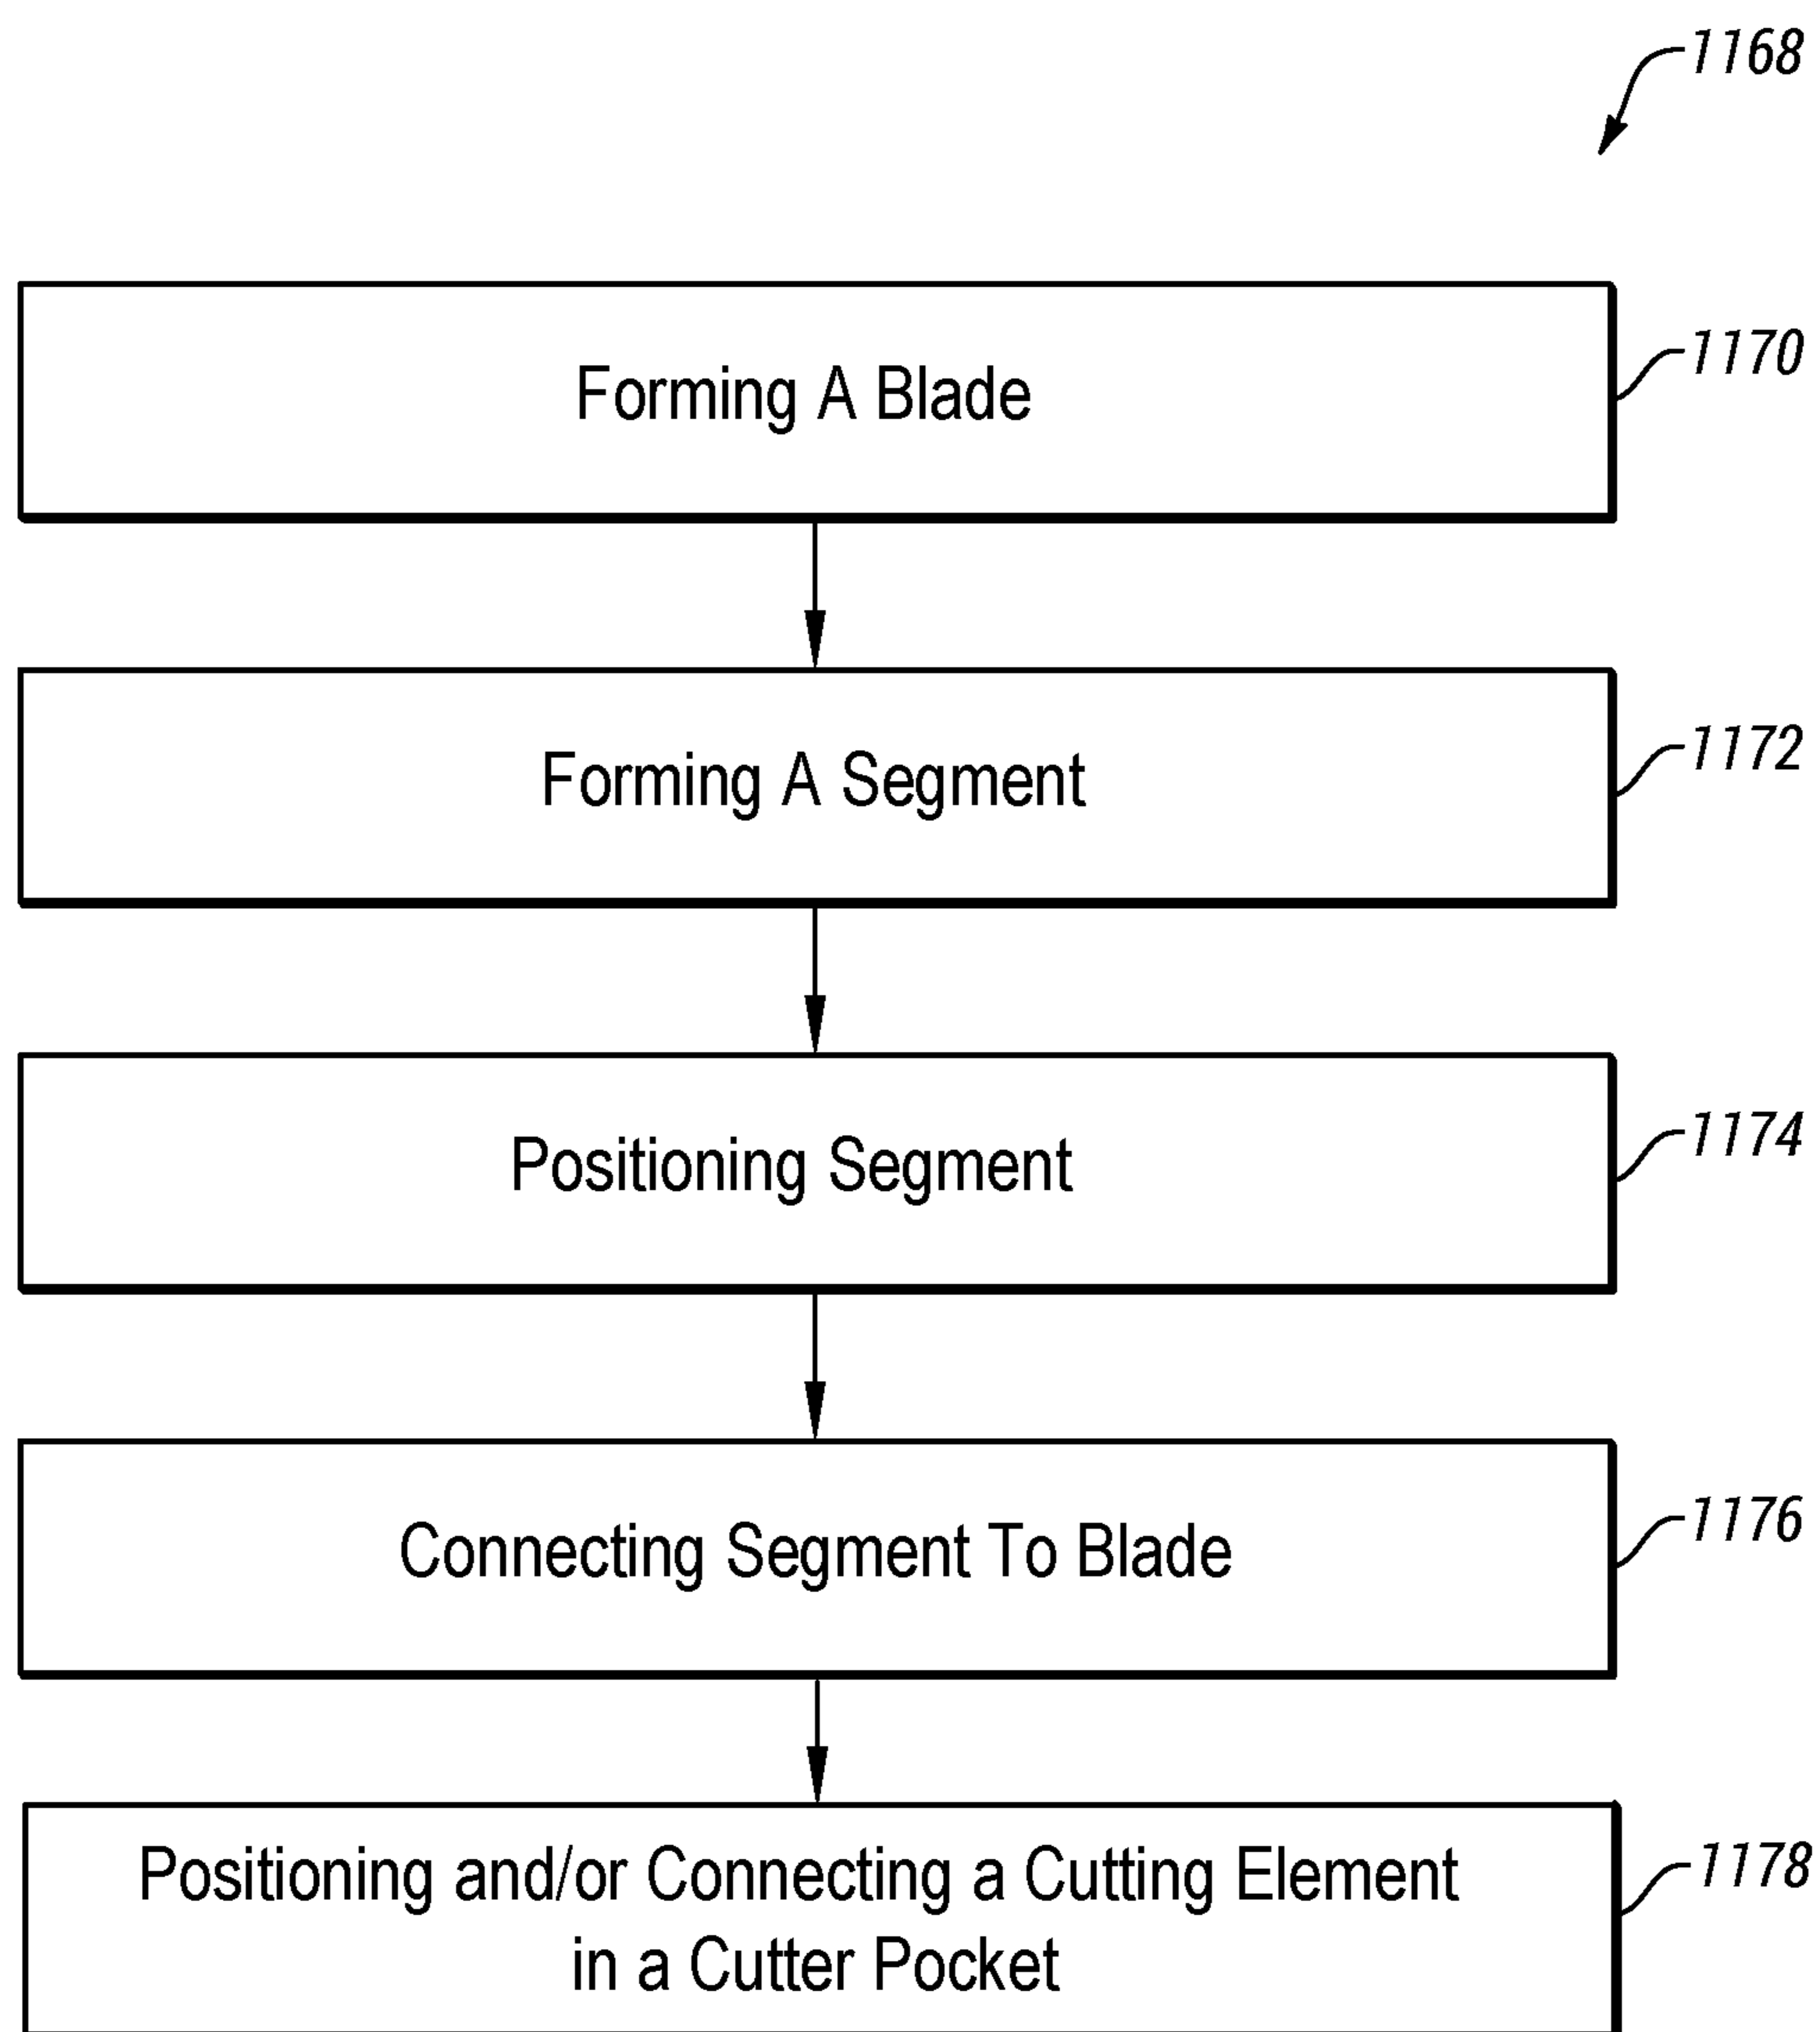 1168
Forming A Blade
1170
Forming A Segment
1172
Positioning Segment
1174
Connecting Segment To Blade
1176
Positioning and/or Connecting a Cutting Element
in a Cutter Pocket
1178